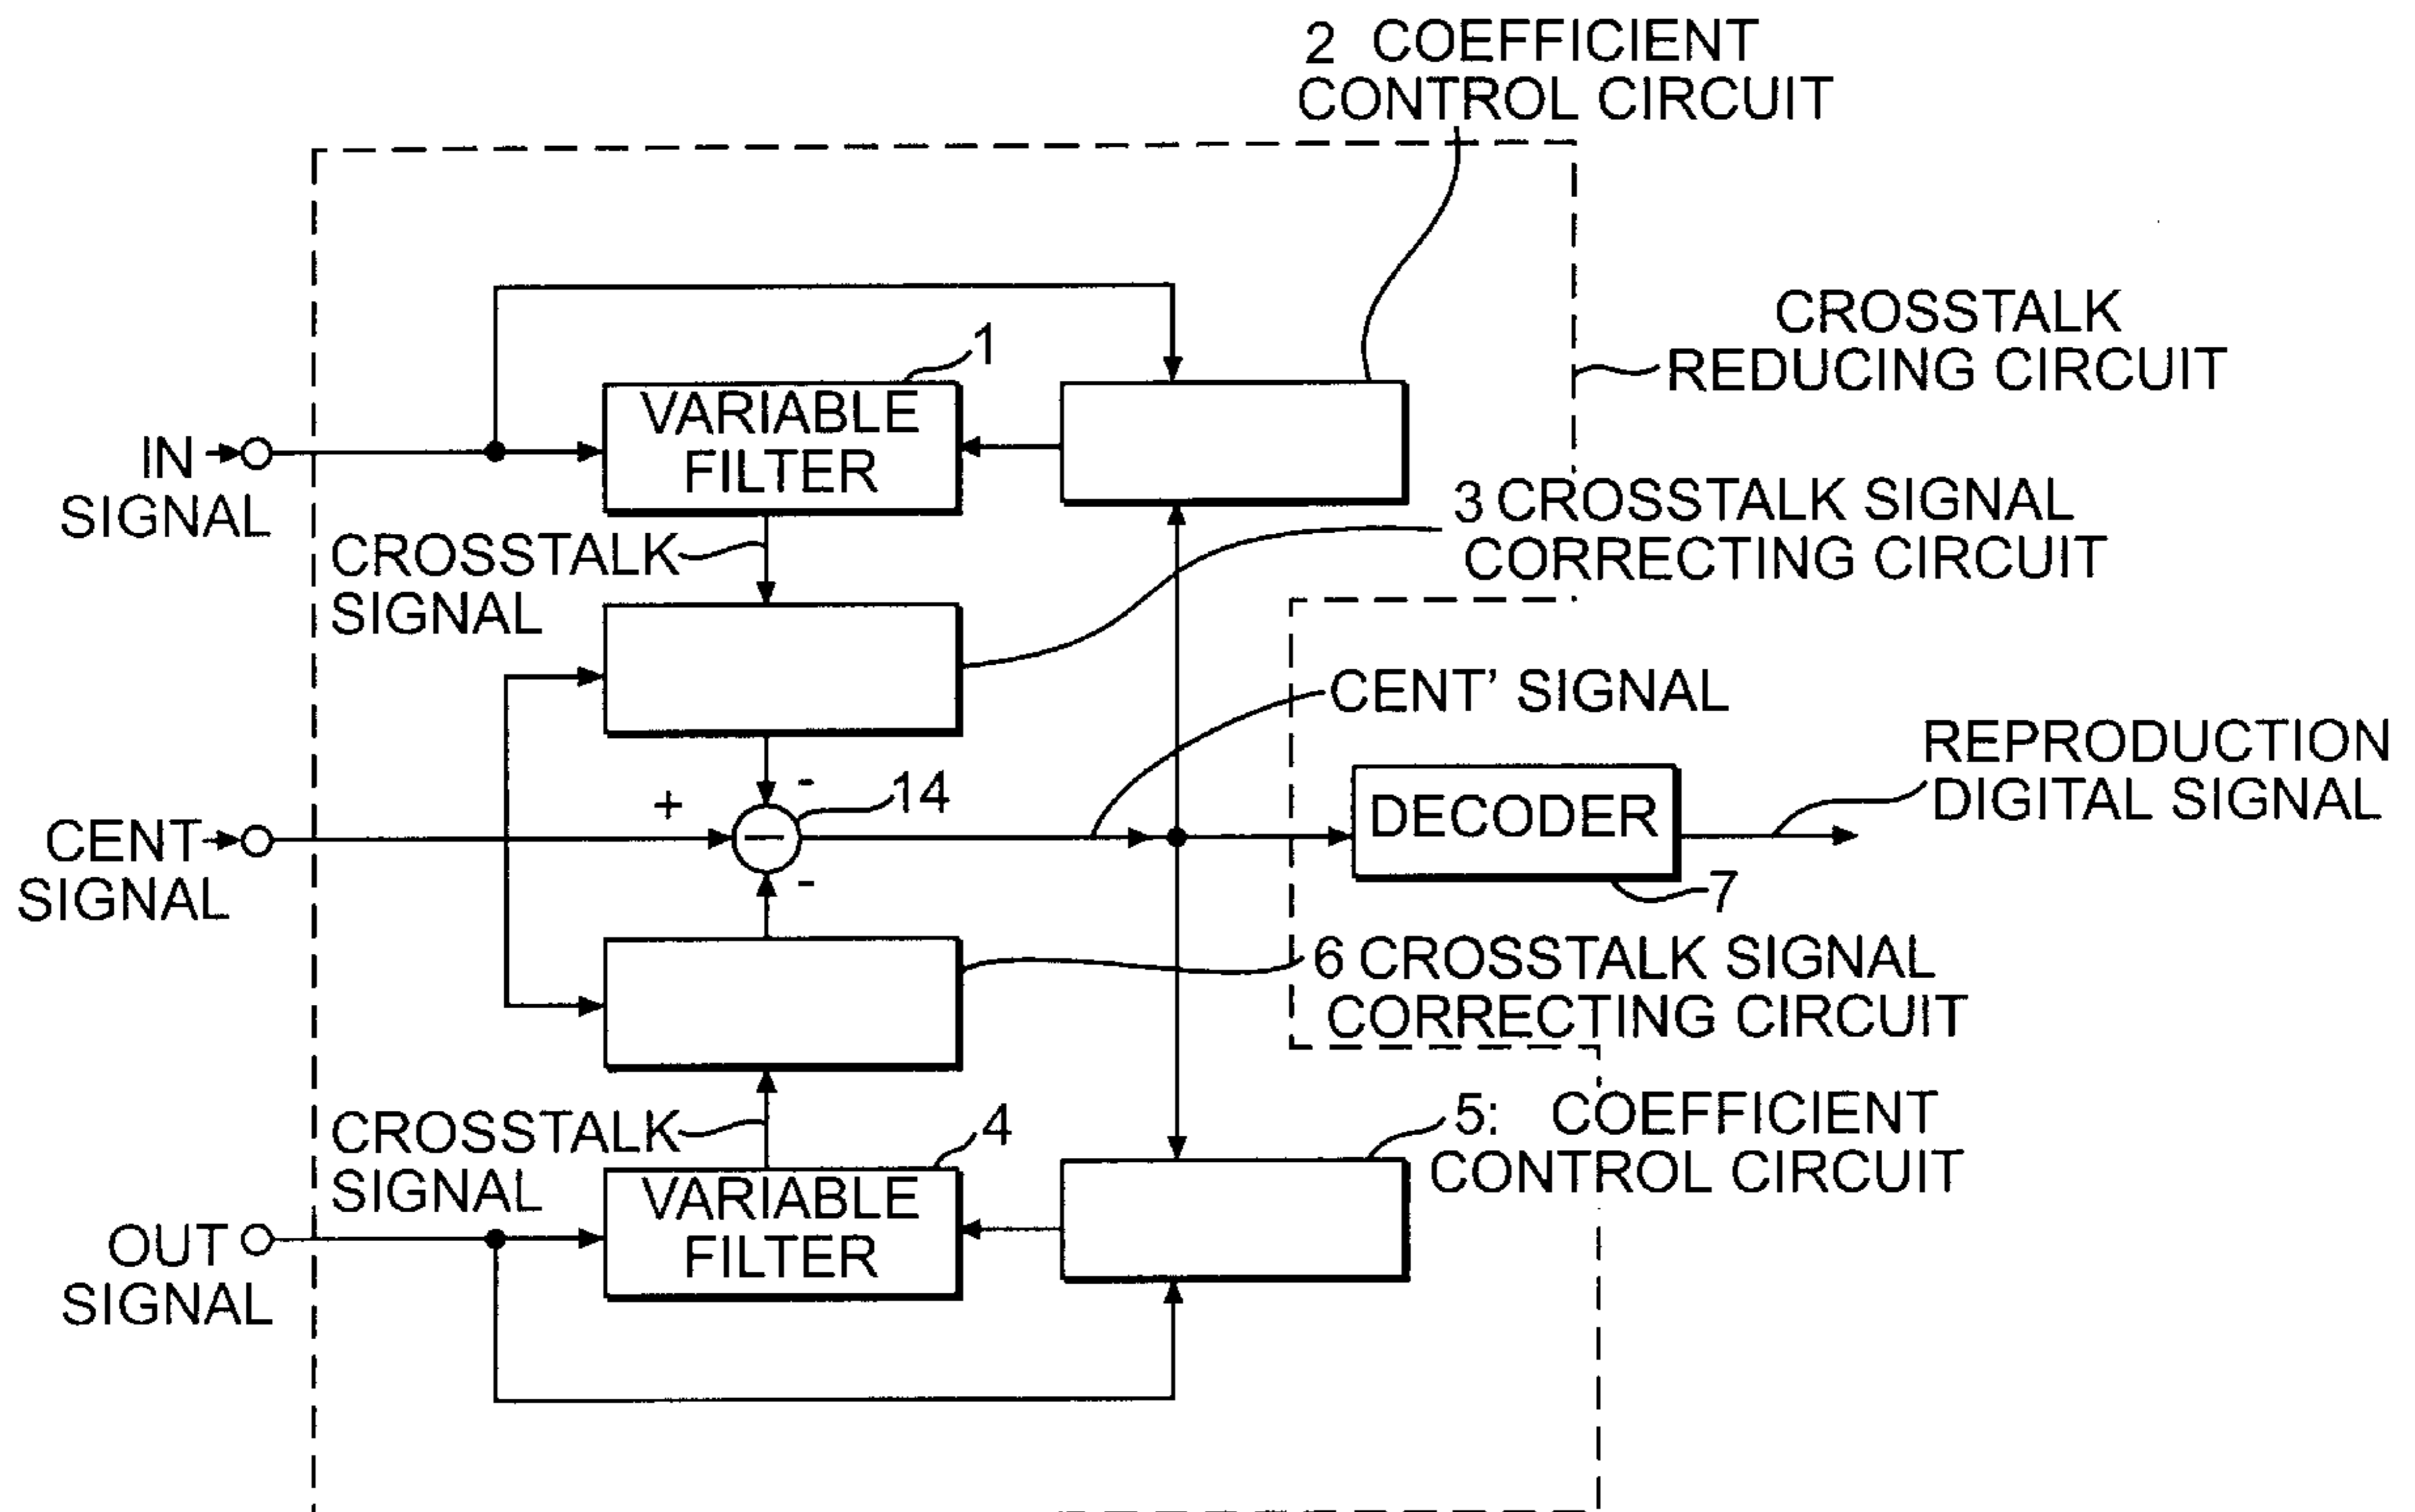 2 COEFFICIENT
CONTROL CIRCUIT
CROSSTALK
REDUCING CIRCUIT
1
VARIABLE
FILTER
IN
SIGNAL
3 CROSSTALK SIGNAL
CORRECTING CIRCUIT
CROSSTALK
SIGNAL
CENT’ SIGNAL
REPRODUCTION
DIGITAL SIGNAL
-
14
+
−
DECODER
CENT
SIGNAL
-
7
6 CROSSTALK SIGNAL
CORRECTING CIRCUIT
CROSSTALK
SIGNAL
4
5: COEFFICIENT
CONTROL CIRCUIT
VARIABLE
FILTER
OUT
SIGNAL